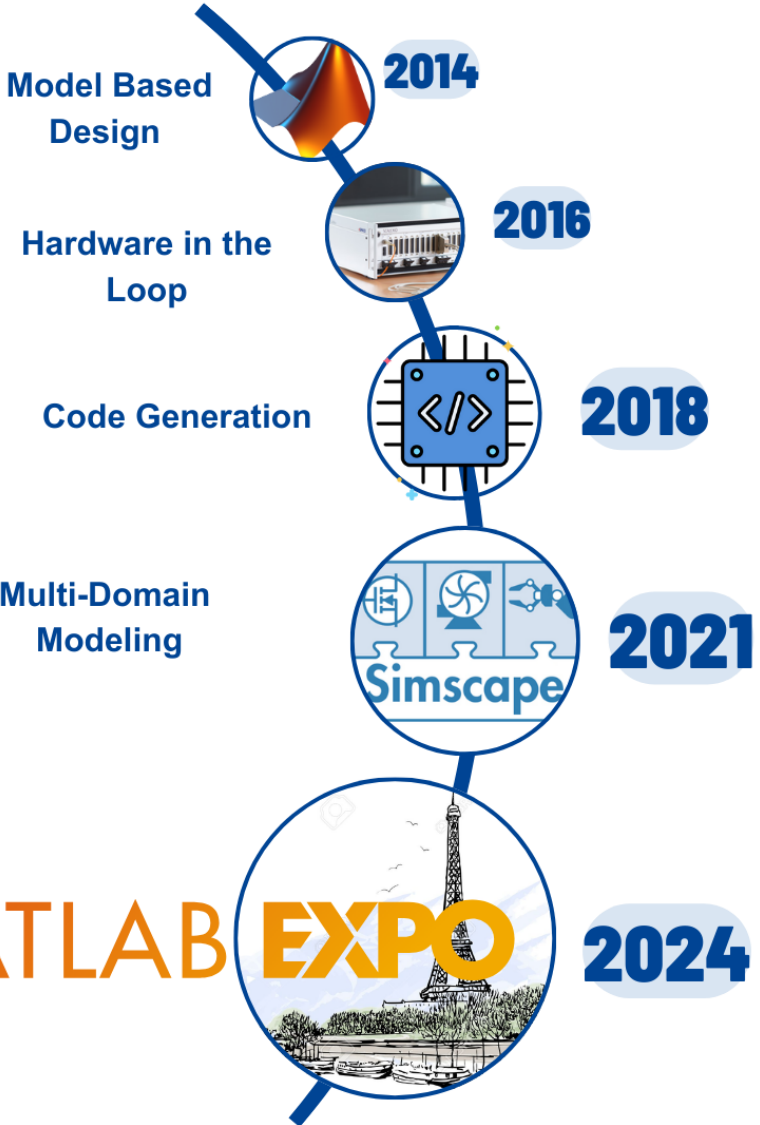 Model Based
Design
2014
Hardware in the
Loop
2016
</>
Code Generation
2018
Multi-Domain
Modeling
Simscape
2021
ATLAB EXPO
2024